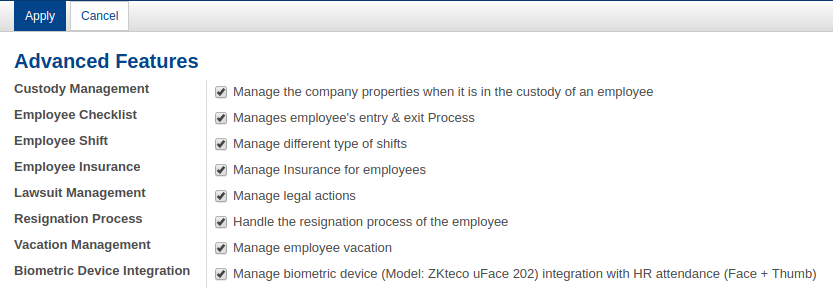 Apply Cancel
Advanced Features
Custody Management Manage the company properties when it is in the custody of an employee
Employee Checklist Manages employee's entry & exit Process
Employee Shift Manage different type of shifts
Employee Insurance Manage Insurance for employees
Lawsuit Management Manage legal actions
Resignation Process Handle the resignation process of the employee
Vacation Management Manage employee vacation
Biometric Device Integration Manage biometric device (Model: ZKteco uFace 202) integration with HR attendance (Face + Thumb)